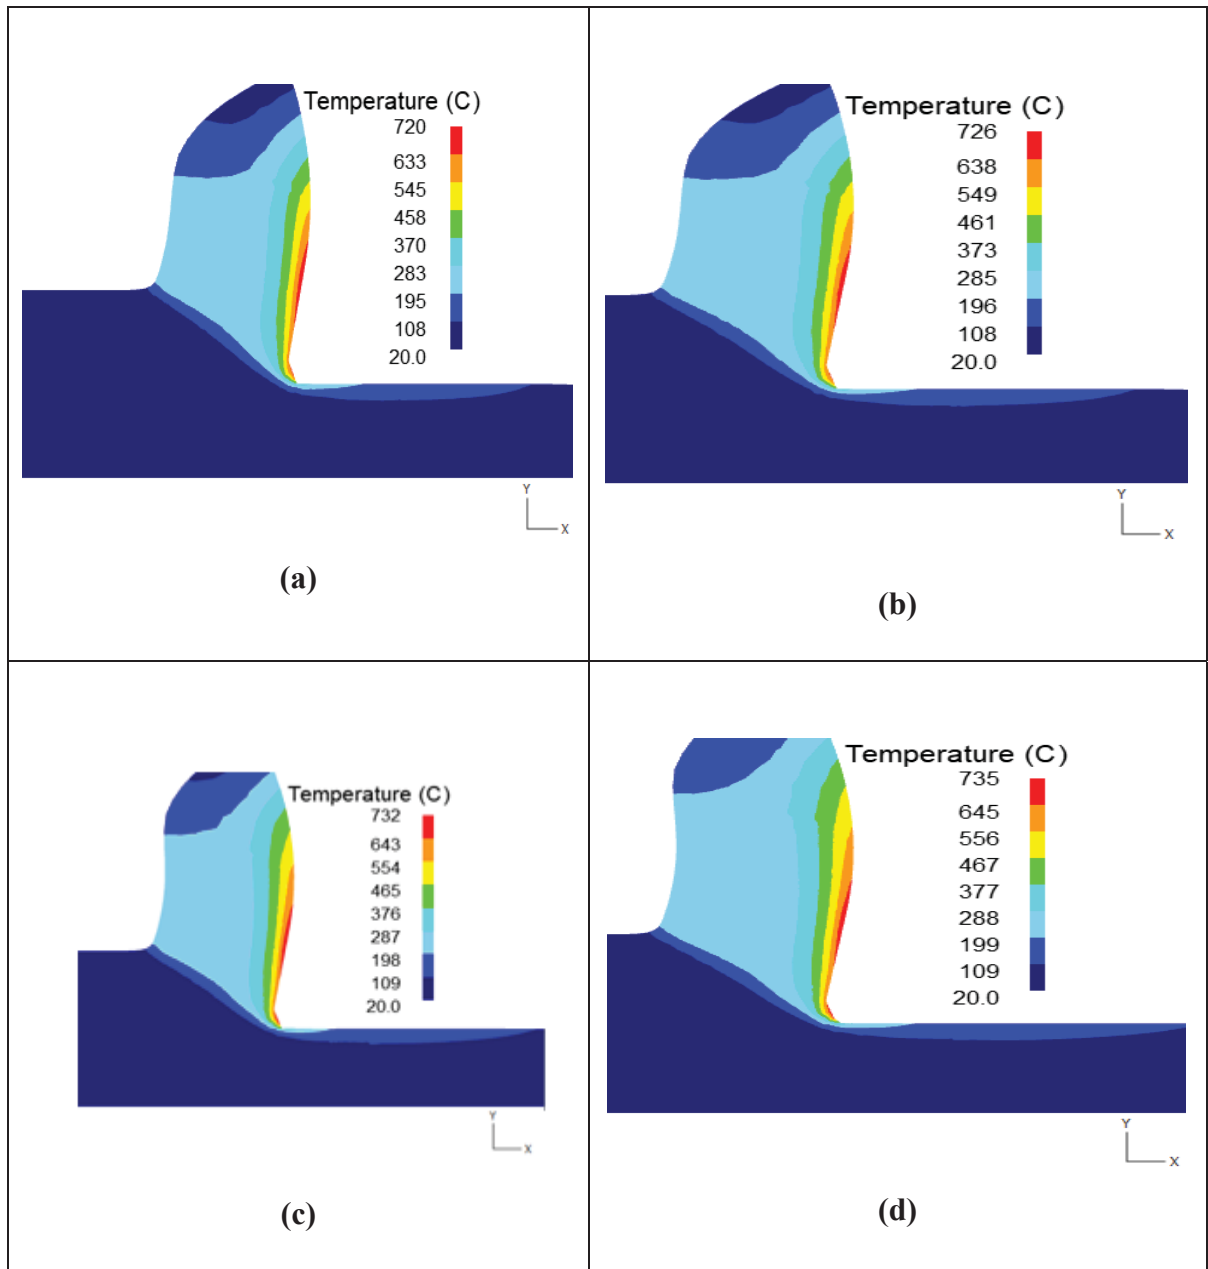 Temperature (C)
720
633
545
458
370
283
195
108
20.0
Y
X
(a)
Temperature (C)
726
638
549
461
373
285
196
108
20.0
Y
X
(b)
Temperature (C)
732
643
554
465
376
287
198
109
20.0
Y
X
(c)
Temperature (C)
735
645
556
467
377
288
199
109
20.0
Y
X
(d)